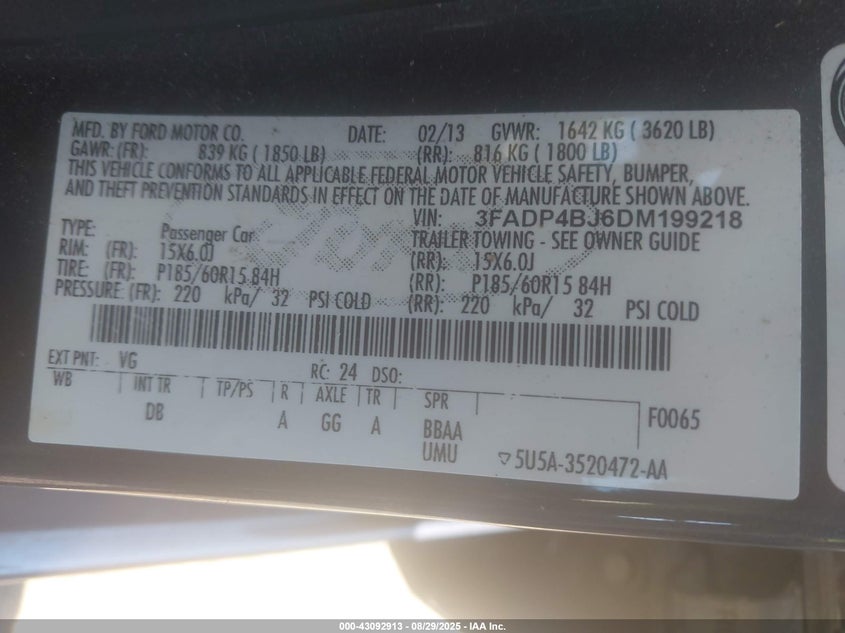 MFD. BY FORD MOTOR CO. DATE: 02/13 GVWR: 1642 KG ( 3620 LB)
GAWR: (FR): 839 KG ( 1850 LB) (RR): 816 KG ( 1800 LB)
THIS VEHICLE CONFORMS TO ALL APPLICABLE FEDERAL MOTOR VEHICLE SAFETY, BUMPER,
AND THEFT PREVENTION STANDARDS IN EFFECT ON THE DATE OF MANUFACTURE SHOWN ABOVE.
VIN: 3FADP4BJ6DM199218
TYPE: Passenger Car TRAILER TOWING - SEE OWNER GUIDE
RIM: (FR): 15X6.0J (RR): 15X6.0J
TIRE: (FR): P185/60R15 84H (RR): P185/60R15 84H
PRESSURE: (FR): 220 kPa/ 32 PSI COLD (RR): 220 kPa/ 32 PSI COLD
EXT PNT: VG RC: 24 DSO:
WB INT TR TP/PS R AXLE TR SPR
DB A GG A BBAA F0065
UMU
5U5A-3520472-AA
000-43092913 - 08/29/2025 - IAA Inc.